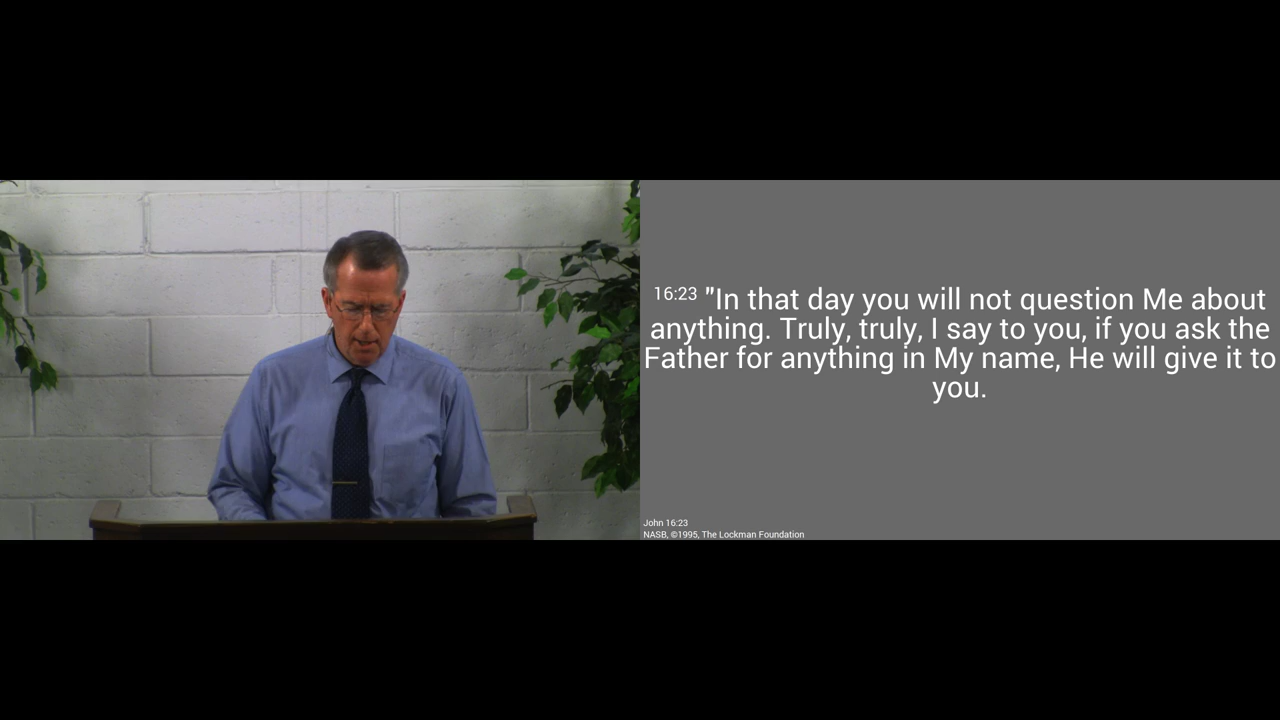 16:23 "In that day you will not question Me about
anything. Truly, truly, I say to you, if you ask the
Father for anything in My name, He will give it to
you.
John 16:23
NASB, ©1995, The Lockman Foundation